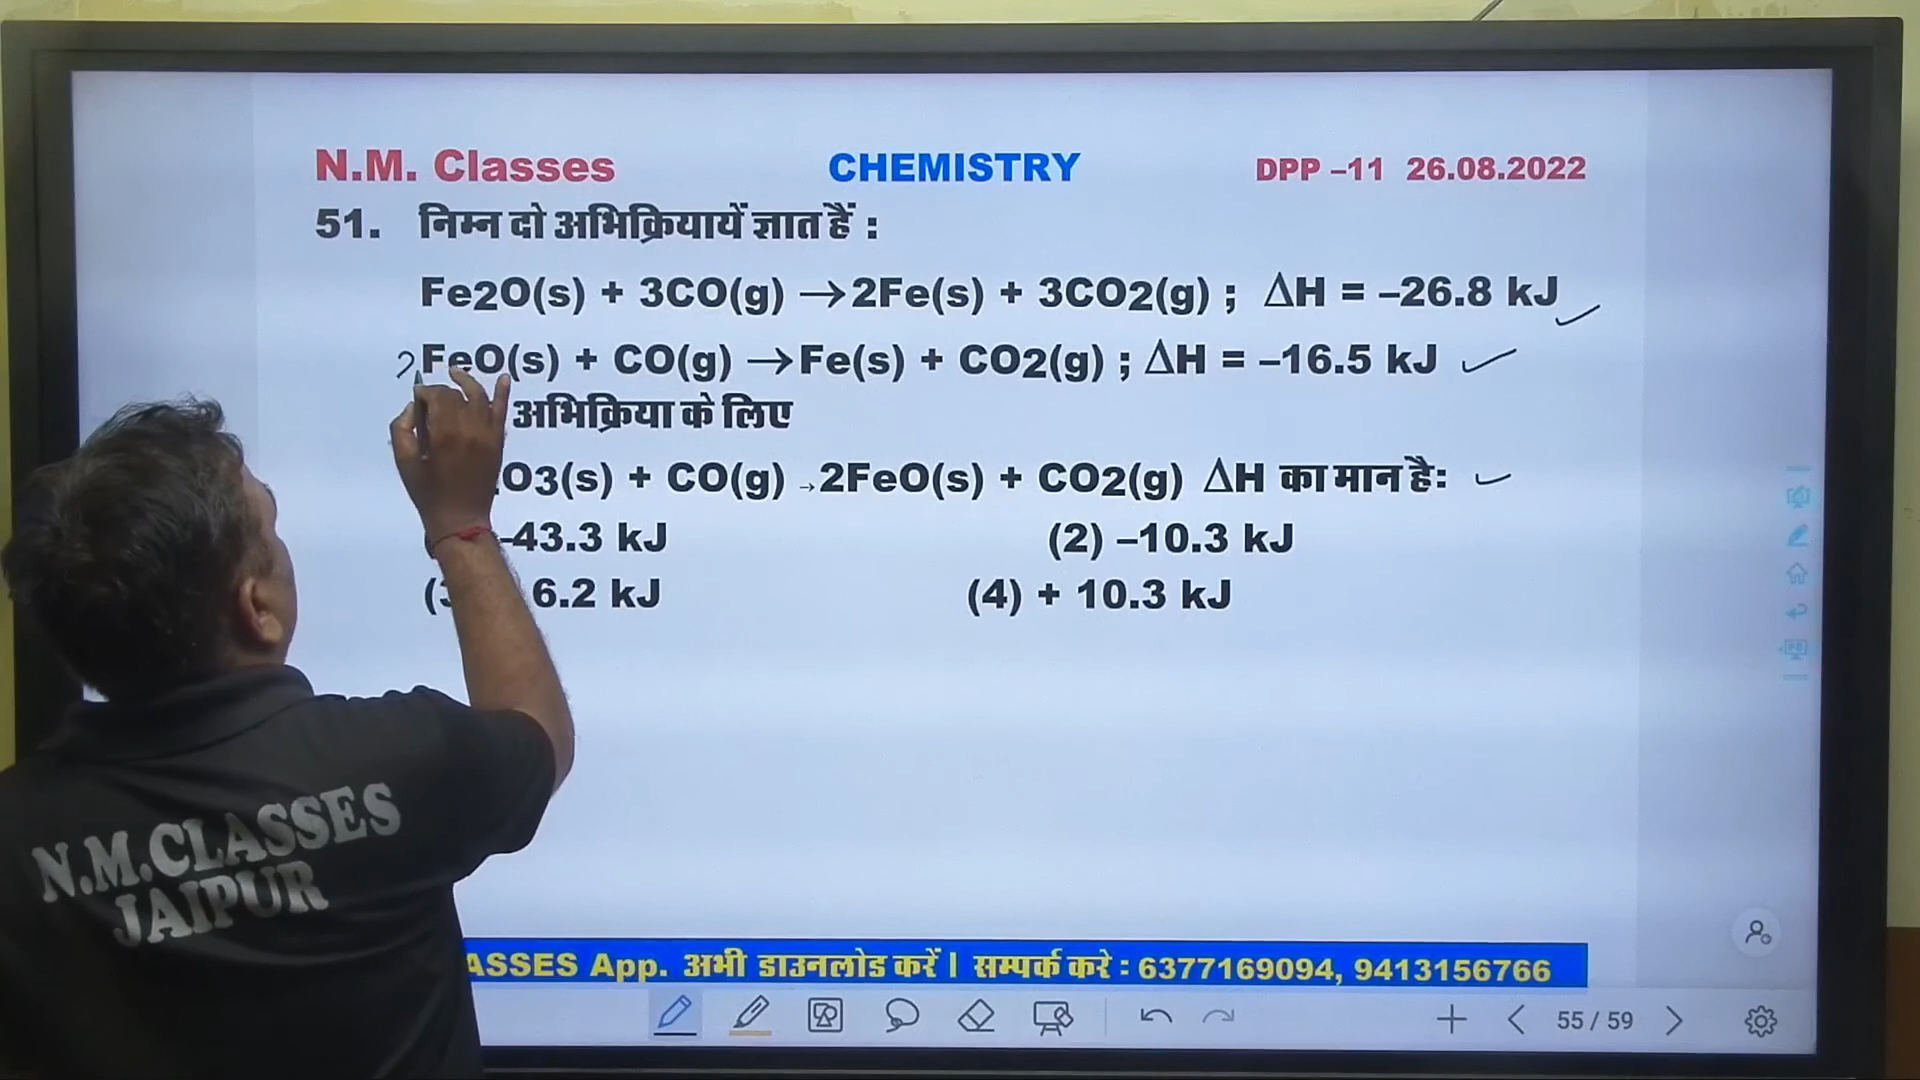 N.M. Classes CHEMISTRY DPP –11 26.08.2022
51. निम्न दो अभिक्रियायें ज्ञात हैं :
Fe2O(s) + 3CO(g) →2Fe(s) + 3CO2(g) ; ΔH = –26.8 kJ
2 FeO(s) + CO(g) →Fe(s) + CO2(g) ; ΔH = –16.5 kJ
अभिक्रिया के लिए
O3(s) + CO(g) →2FeO(s) + CO2(g) ΔH का मान है:
–43.3 kJ (2) –10.3 kJ
6.2 kJ (4) + 10.3 kJ
ASSES App. अभी डाउनलोड करें । सम्पर्क करे : 6377169094, 9413156766
55 / 59
N.M.CLASSES
JAIPUR